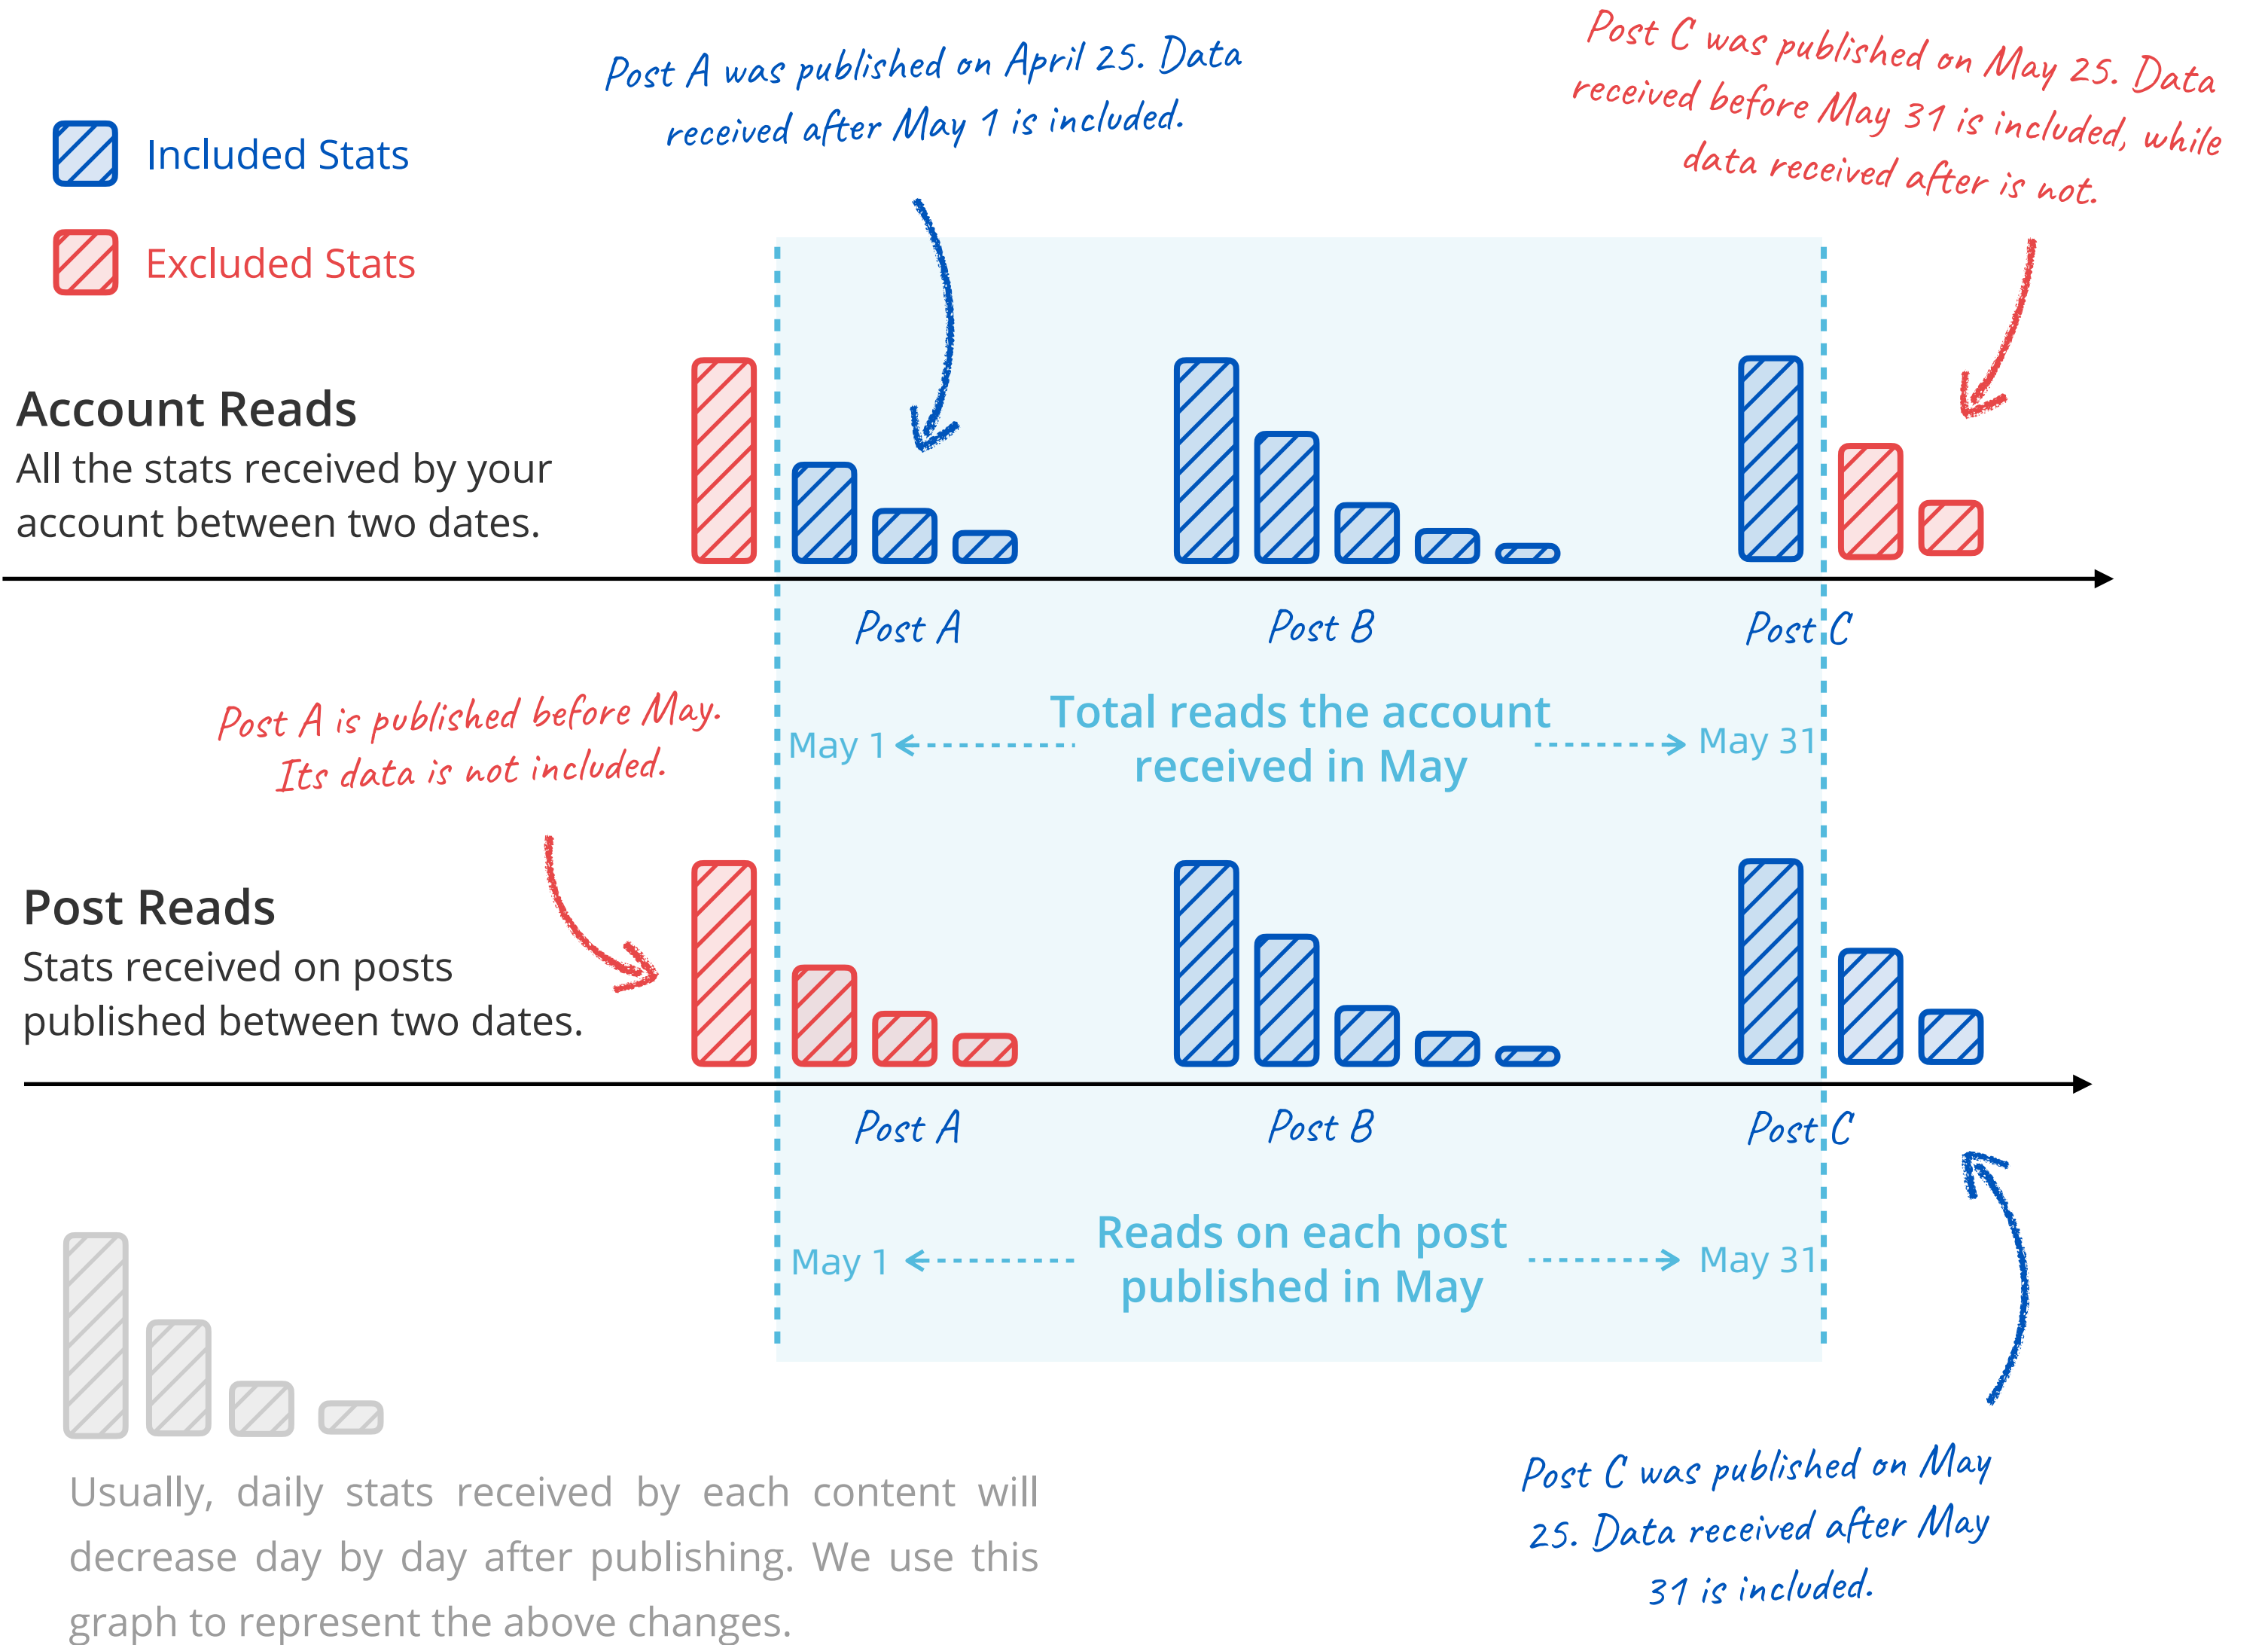 Post A was published on April 25. Data
received after May 1 is included.
Post C was published on May 25. Data
received before May 31 is included, while
data received after is not.
Included Stats
Excluded Stats
Account Reads
All the stats received by your
account between two dates.
Post A
Post B
Post C
Total reads the account
received in May
May 1
May 31
Post A is published before May.
Its data is not included.
Post Reads
Stats received on posts
published between two dates.
Post A
Post B
Post C
Reads on each post
published in May
May 1
May 31
Usually, daily stats received by each content will
decrease day by day after publishing. We use this
graph to represent the above changes.
Post C was published on May
25. Data received after May
31 is included.